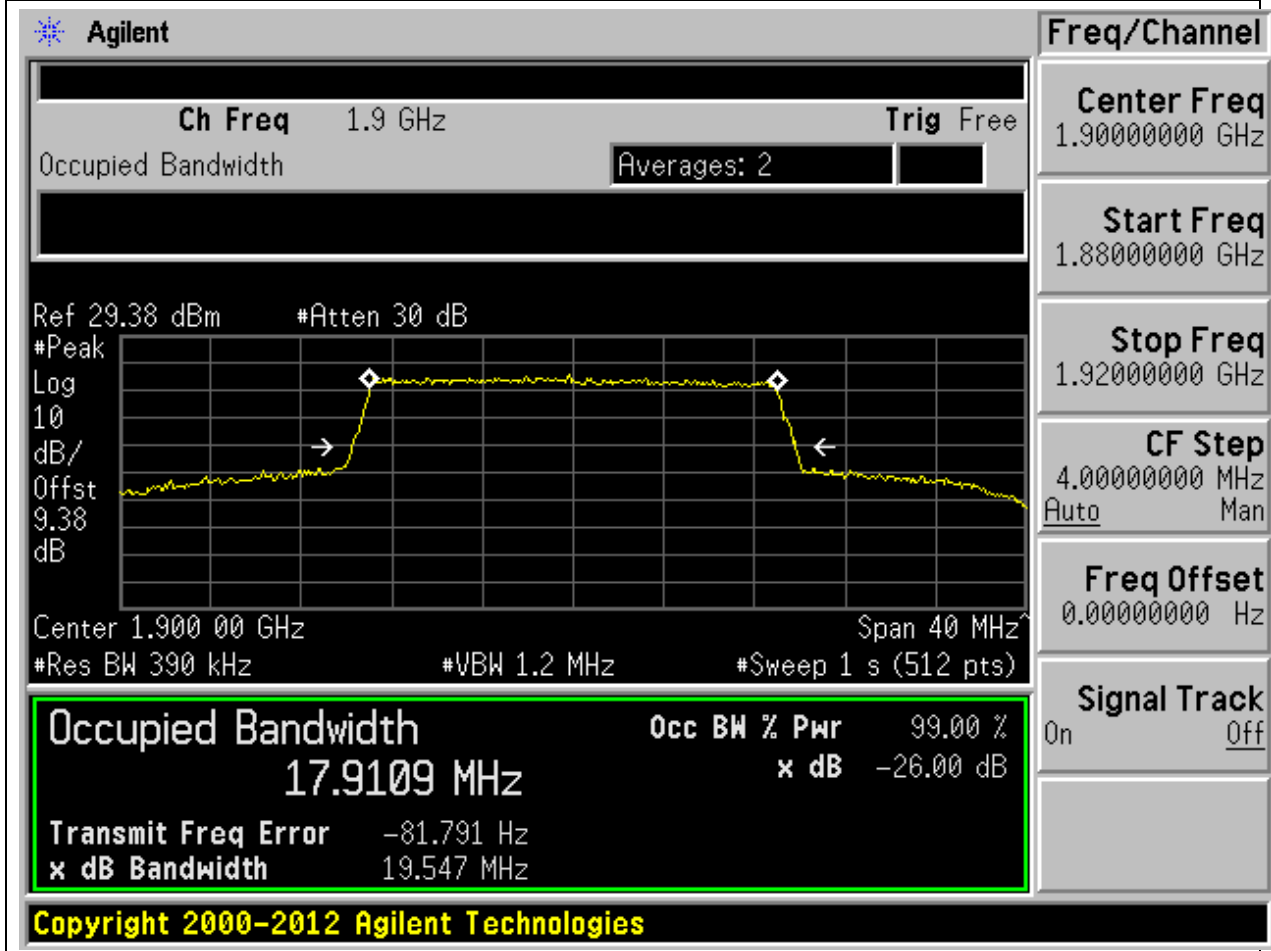 Agilent
Freq/Channel
Ch Freq 1.9 GHz Trig Free
Occupied Bandwidth Averages: 2
Ref 29.38 dBm #Atten 30 dB
#Peak
Log
10
dB/
Offst
9.38
dB
Center 1.900 00 GHz Span 40 MHz^
#Res BW 390 kHz #VBW 1.2 MHz #Sweep 1 s (512 pts)
Occupied Bandwidth
17.9109 MHz
Occ BW % Pwr 99.00 %
x dB -26.00 dB
Transmit Freq Error -81.791 Hz
x dB Bandwidth 19.547 MHz
Center Freq
1.90000000 GHz
Start Freq
1.88000000 GHz
Stop Freq
1.92000000 GHz
CF Step
4.00000000 MHz
Auto Man
Freq Offset
0.00000000 Hz
Signal Track
On Off
Copyright 2000-2012 Agilent Technologies